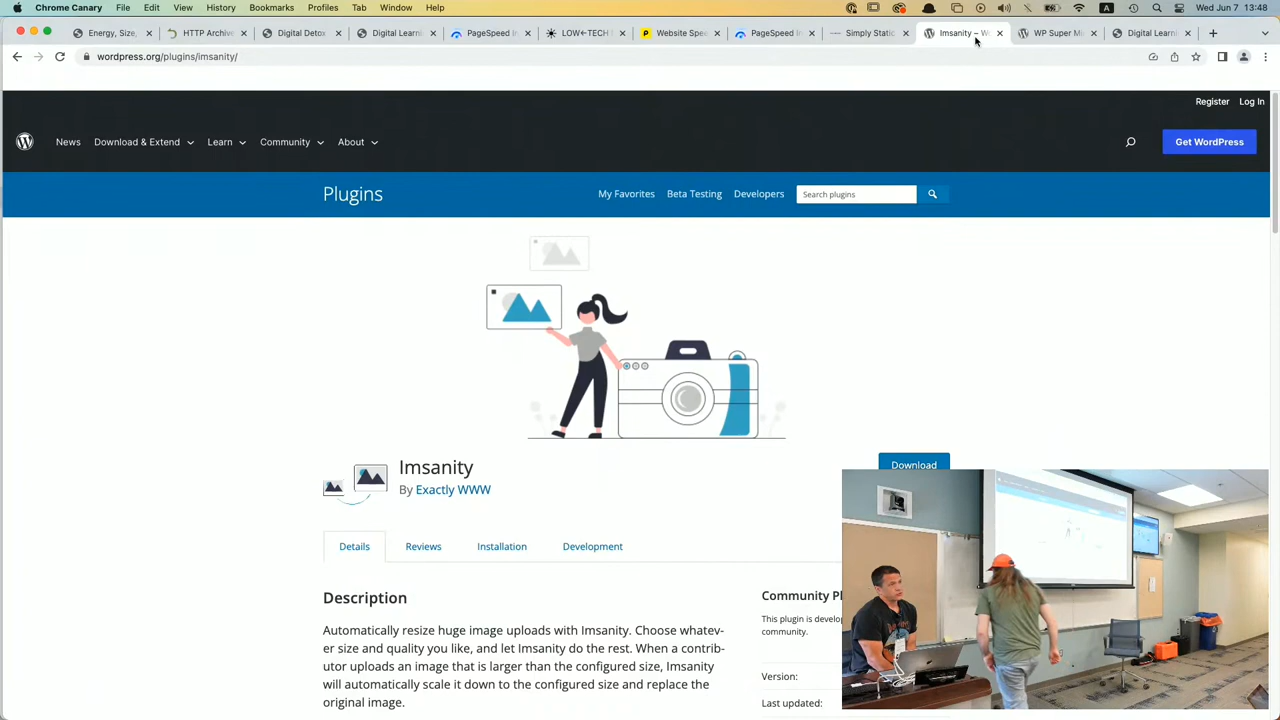 Chrome Canary File Edit View History Bookmarks Profiles Tab Window Help
A Wed Jun 7 13:48
Energy, Size, HTTP Archive Digital Detox Digital Learni PageSpeed In LOW←TECH Website Spee PageSpeed In Simply Static Imsanity – Wo WP Super Mi Digital Learni
wordpress.org/plugins/imsanity/
Register Log In
News Download & Extend Learn Community About
Get WordPress
Plugins
My Favorites Beta Testing Developers Search plugins
Imsanity
By Exactly WWW
Download
Details Reviews Installation Development
Description
Automatically resize huge image uploads with Imsanity. Choose whatev-
er size and quality you like, and let Imsanity do the rest. When a contrib-
utor uploads an image that is larger than the configured size, Imsanity
will automatically scale it down to the configured size and replace the
original image.
Community Pl
This plugin is develo
community.
Version:
Last updated: